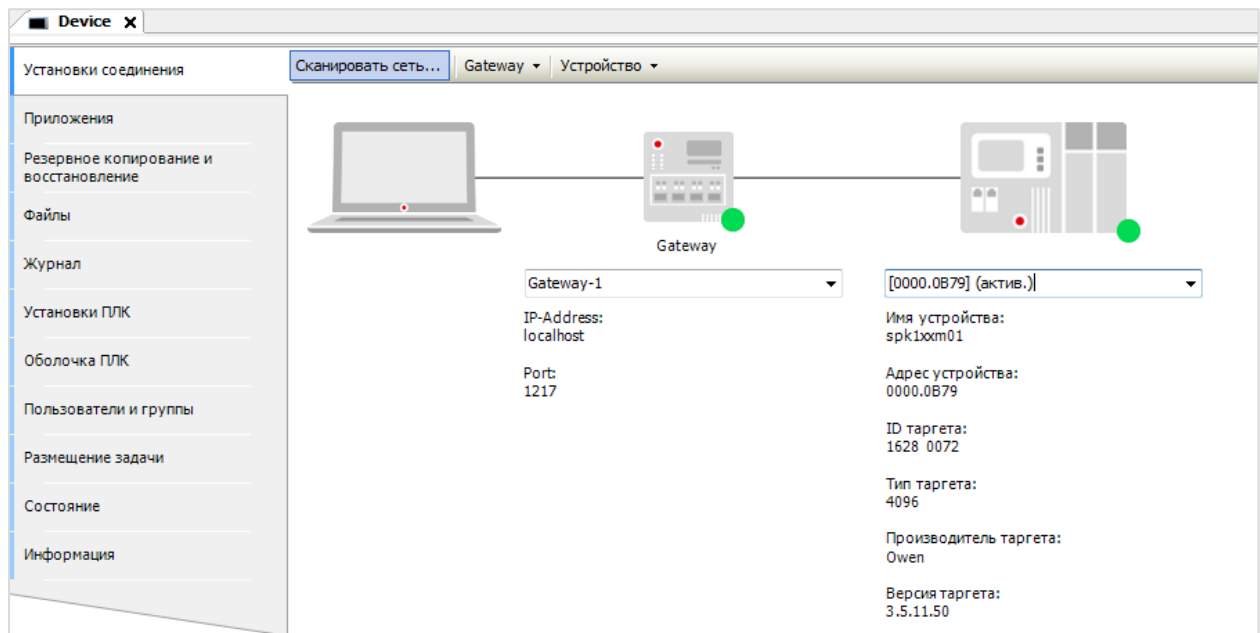 Device
Установки соединения
Сканировать сеть... Gateway Устройство
Приложения
Резервное копирование и
восстановление
Файлы
Журнал
Установки ПЛК
Оболочка ПЛК
Пользователи и группы
Размещение задачи
Состояние
Информация
Gateway
Gateway-1
IP-Address:
localhost
Port:
1217
[0000.0B79] (актив.)
Имя устройства:
spk1xxm01
Адрес устройства:
0000.0B79
ID таргета:
1628 0072
Тип таргета:
4096
Производитель таргета:
Owen
Версия таргета:
3.5.11.50